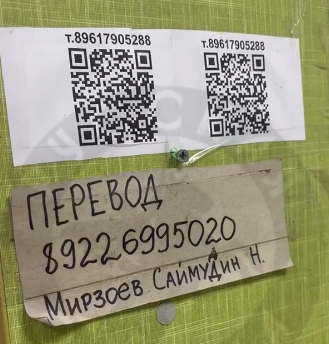 т.89617905288 т.89617905288
ПЕРЕВОД
89226995020
Мирзоев Саймудин Н.